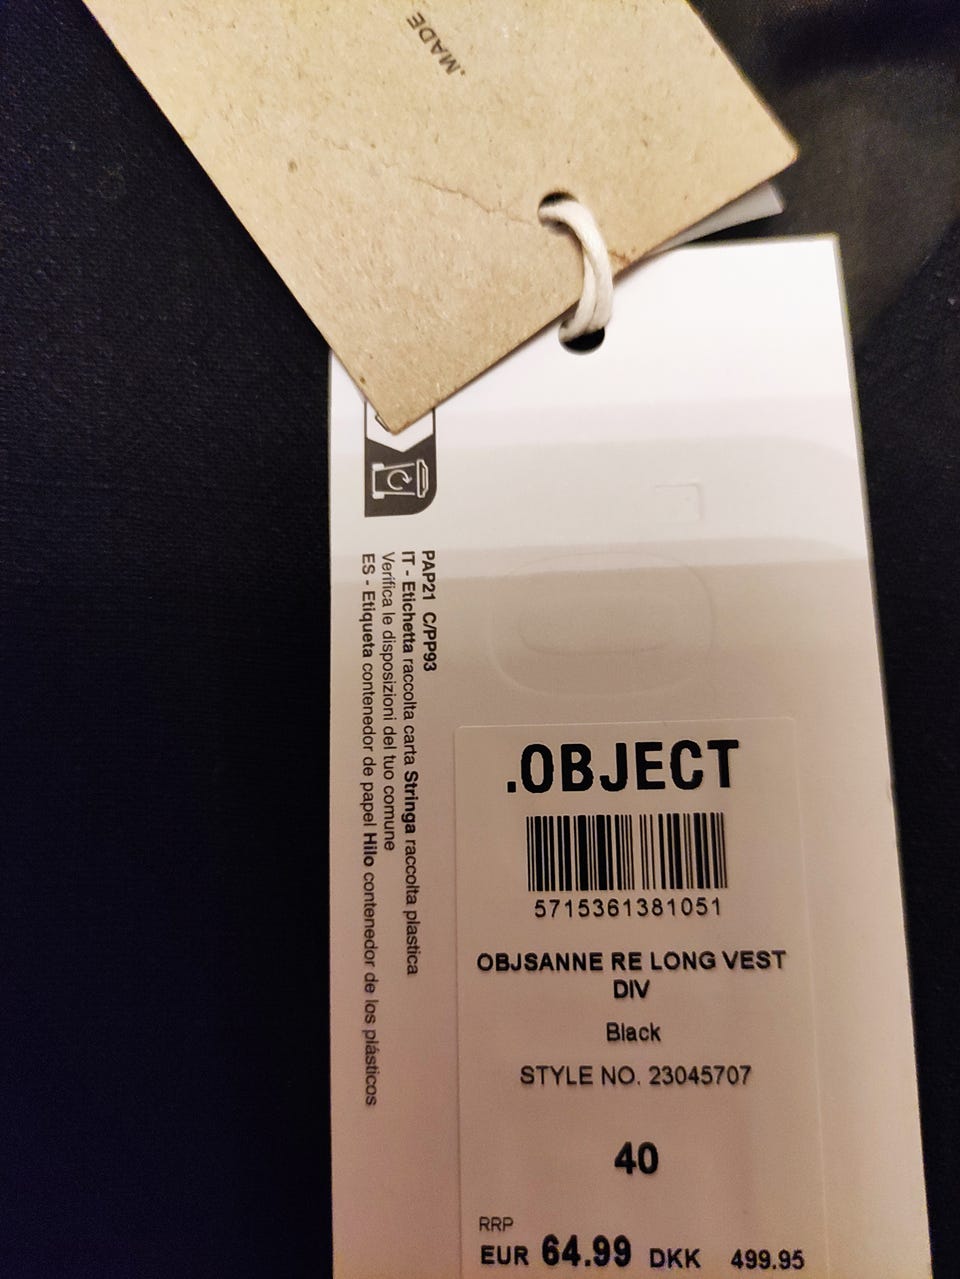 .MADE
PAP21 C/PP93
IT - Etichetta raccolta carta Stringa raccolta plastica
Verifica le disposizioni del tuo comune
ES - Etiqueta contenedor de papel Hilo contenedor de los plásticos
.OBJECT
5715361381051
OBJSANNE RE LONG VEST
DIV
Black
STYLE NO. 23045707
40
RRP
EUR 64.99 DKK 499.95